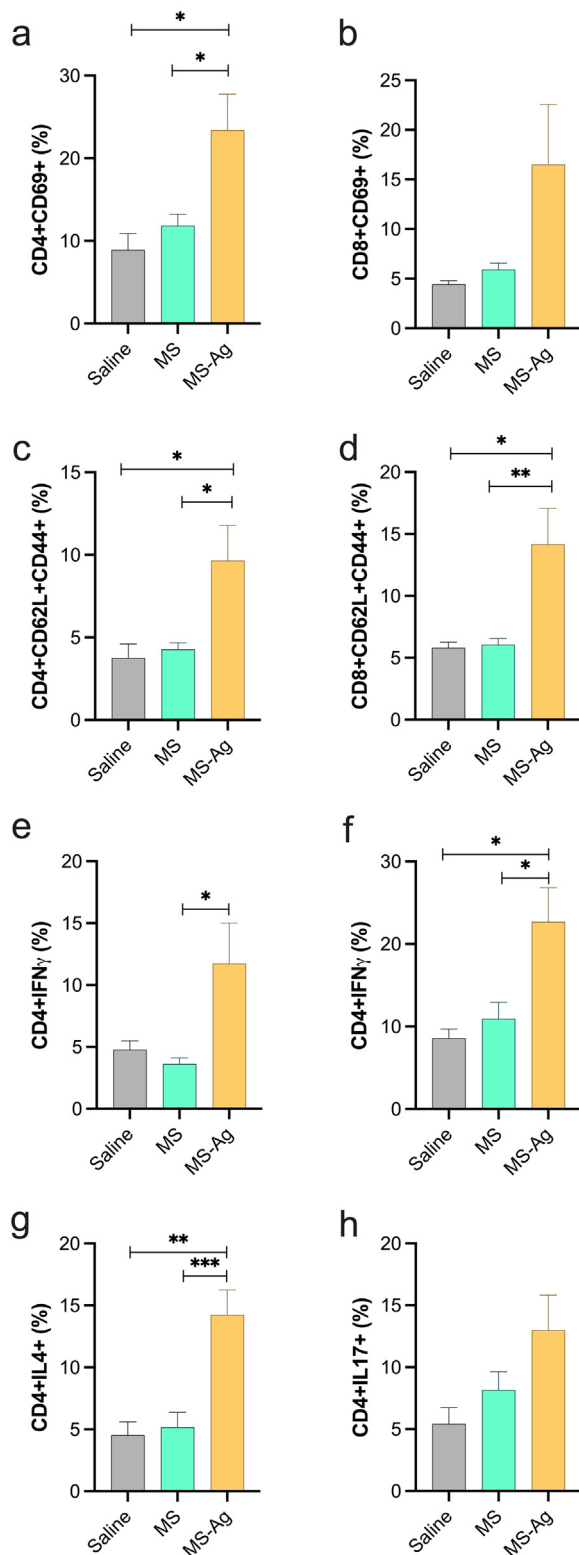 a
*
*
CD4+CD69+ (%)
30
20
10
0
Saline
MS
MS-Ag
b
CD8+CD69+ (%)
25
20
15
10
5
0
Saline
MS
MS-Ag
c
*
*
CD4+CD62L+CD44+ (%)
15
10
5
0
Saline
MS
MS-Ag
d
*
**
CD8+CD62L+CD44+ (%)
20
15
10
5
0
Saline
MS
MS-Ag
e
*
CD4+IFNγ (%)
20
15
10
5
0
Saline
MS
MS-Ag
f
*
*
CD4+IFNγ (%)
30
20
10
0
Saline
MS
MS-Ag
g
**
***
CD4+IL4+ (%)
20
15
10
5
0
Saline
MS
MS-Ag
h
CD4+IL17+ (%)
20
15
10
5
0
Saline
MS
MS-Ag